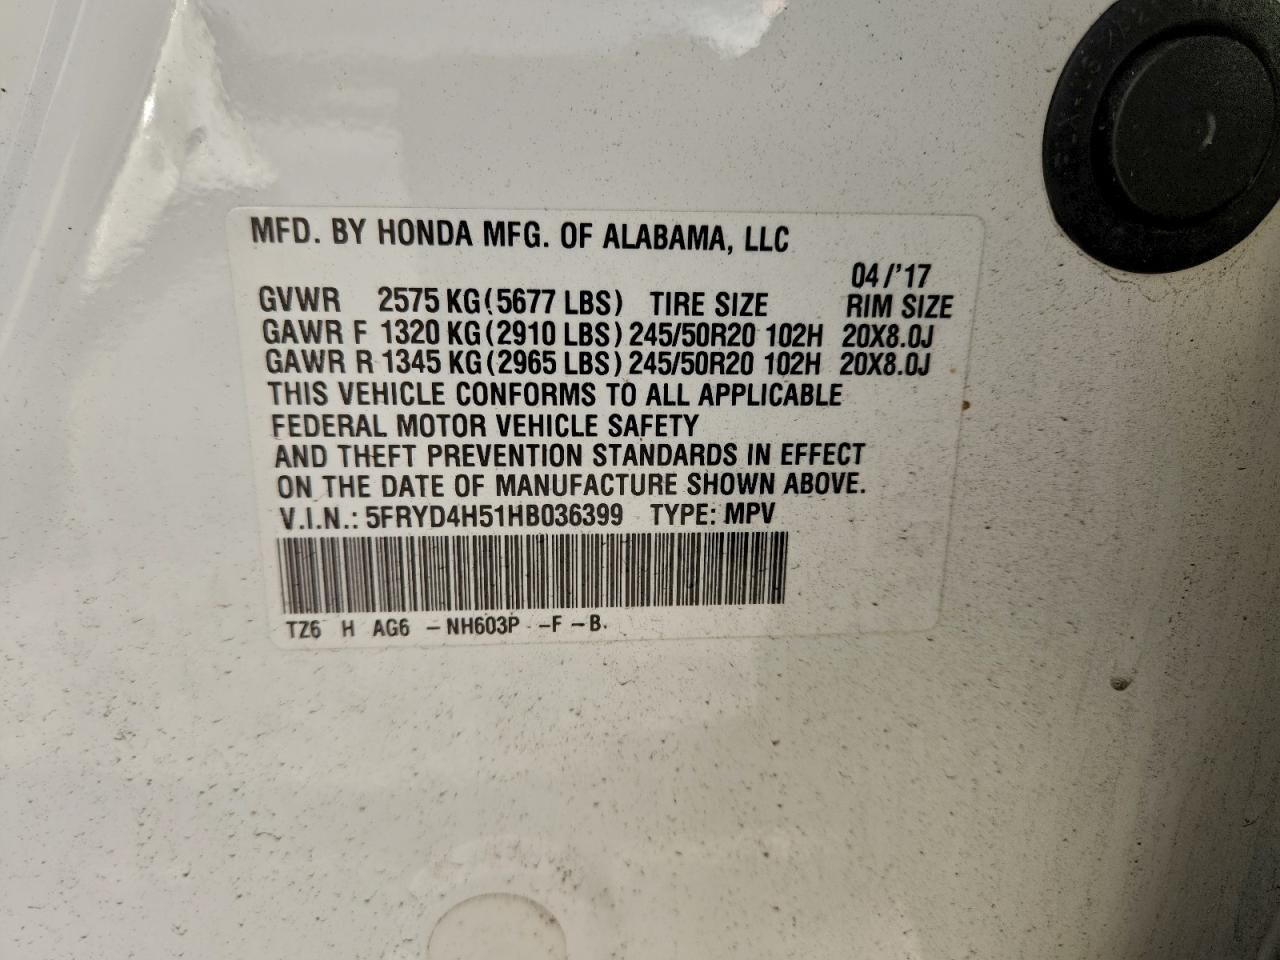 MFD. BY HONDA MFG. OF ALABAMA, LLC
04/'17
GVWR 2575 KG(5677 LBS) TIRE SIZE RIM SIZE
GAWR F 1320 KG(2910 LBS) 245/50R20 102H 20X8.0J
GAWR R 1345 KG(2965 LBS) 245/50R20 102H 20X8.0J
THIS VEHICLE CONFORMS TO ALL APPLICABLE
FEDERAL MOTOR VEHICLE SAFETY
AND THEFT PREVENTION STANDARDS IN EFFECT
ON THE DATE OF MANUFACTURE SHOWN ABOVE.
V.I.N.: 5FRYD4H51HB036399 TYPE: MPV
TZ6 H AG6 -NH603P -F -B.